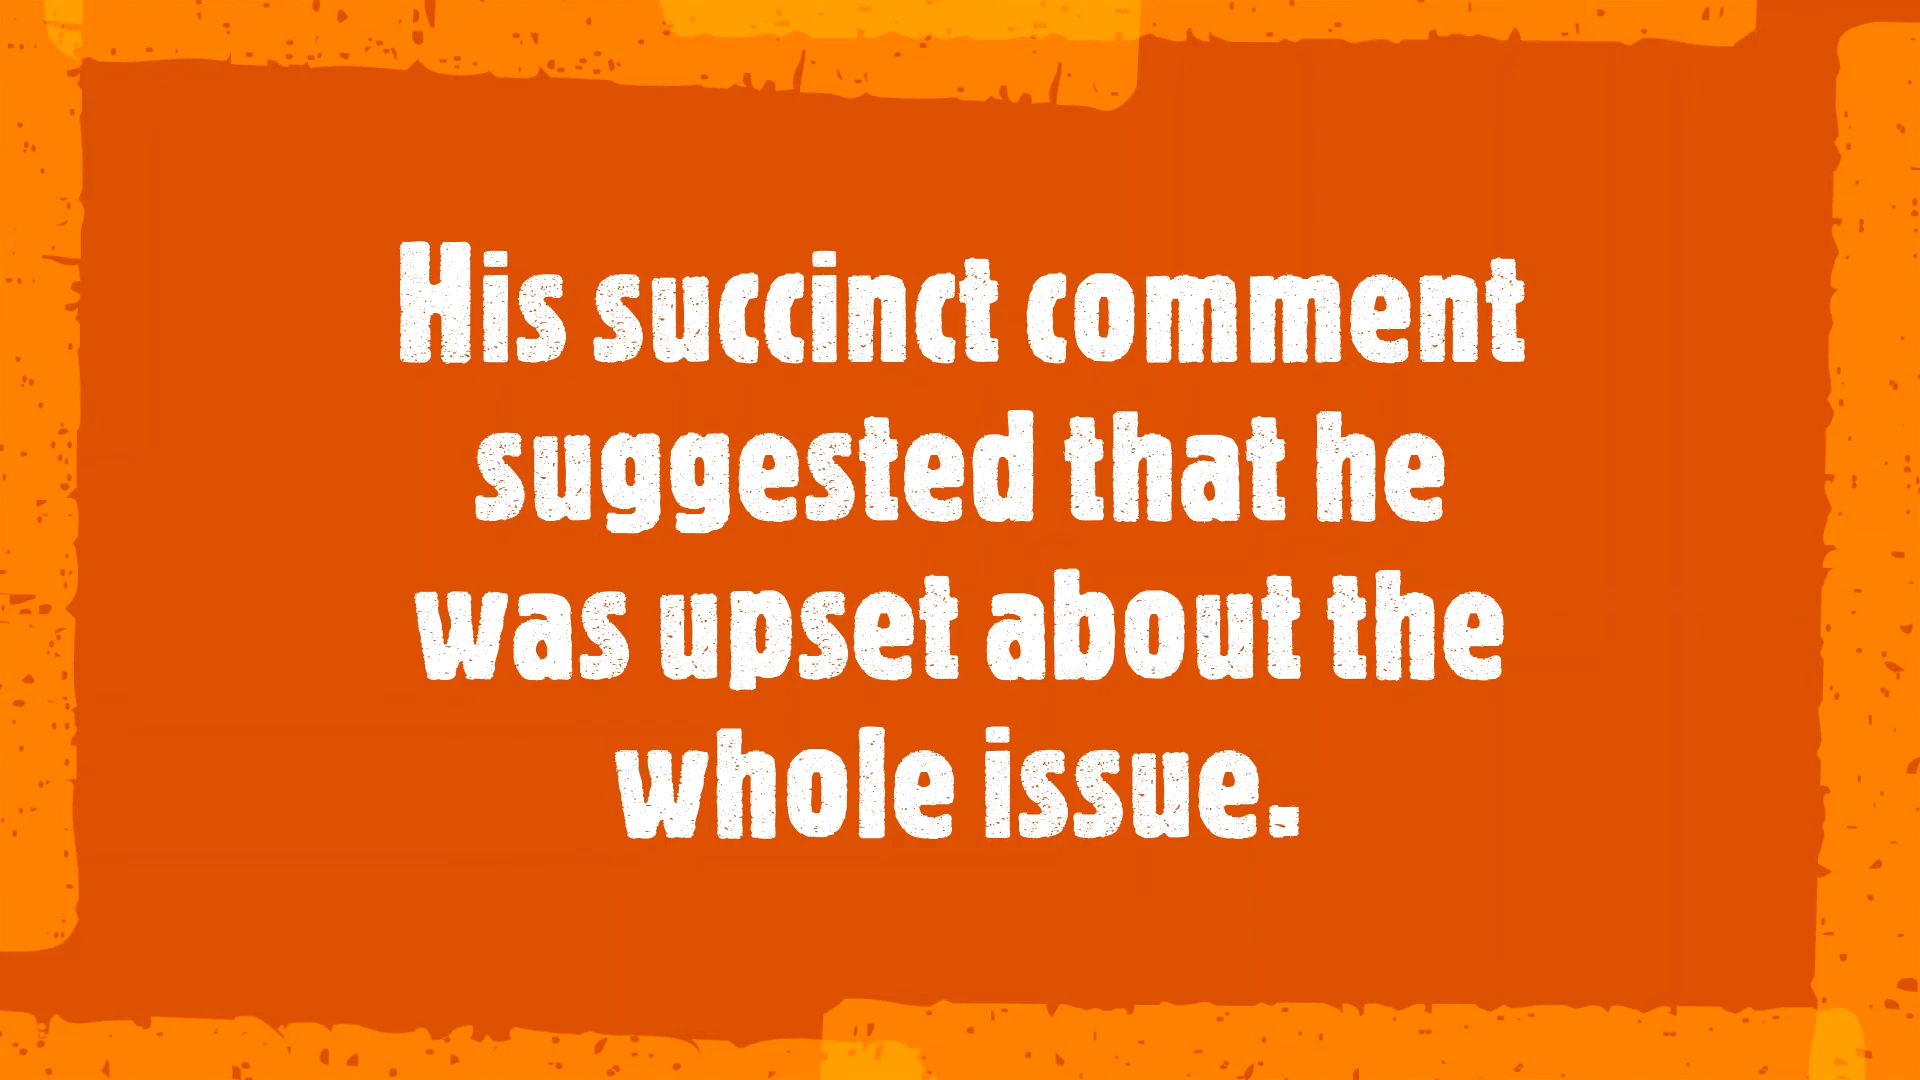 His succinct comment
suggested that he
was upset about the
whole issue.